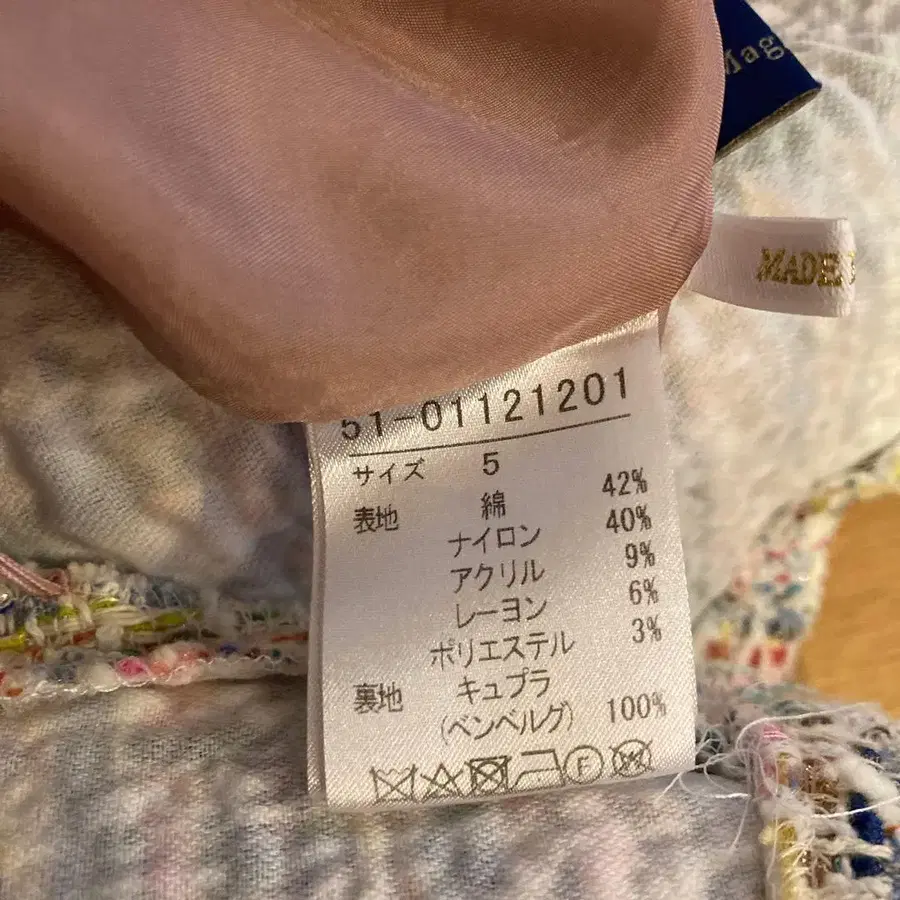 Mag
MADE
51-01121201
サイズ 5
表地 綿 42%
ナイロン 40%
アクリル 9%
レーヨン 6%
ポリエステル 3%
裏地 キュプラ
(ベンベルグ) 100%
F W